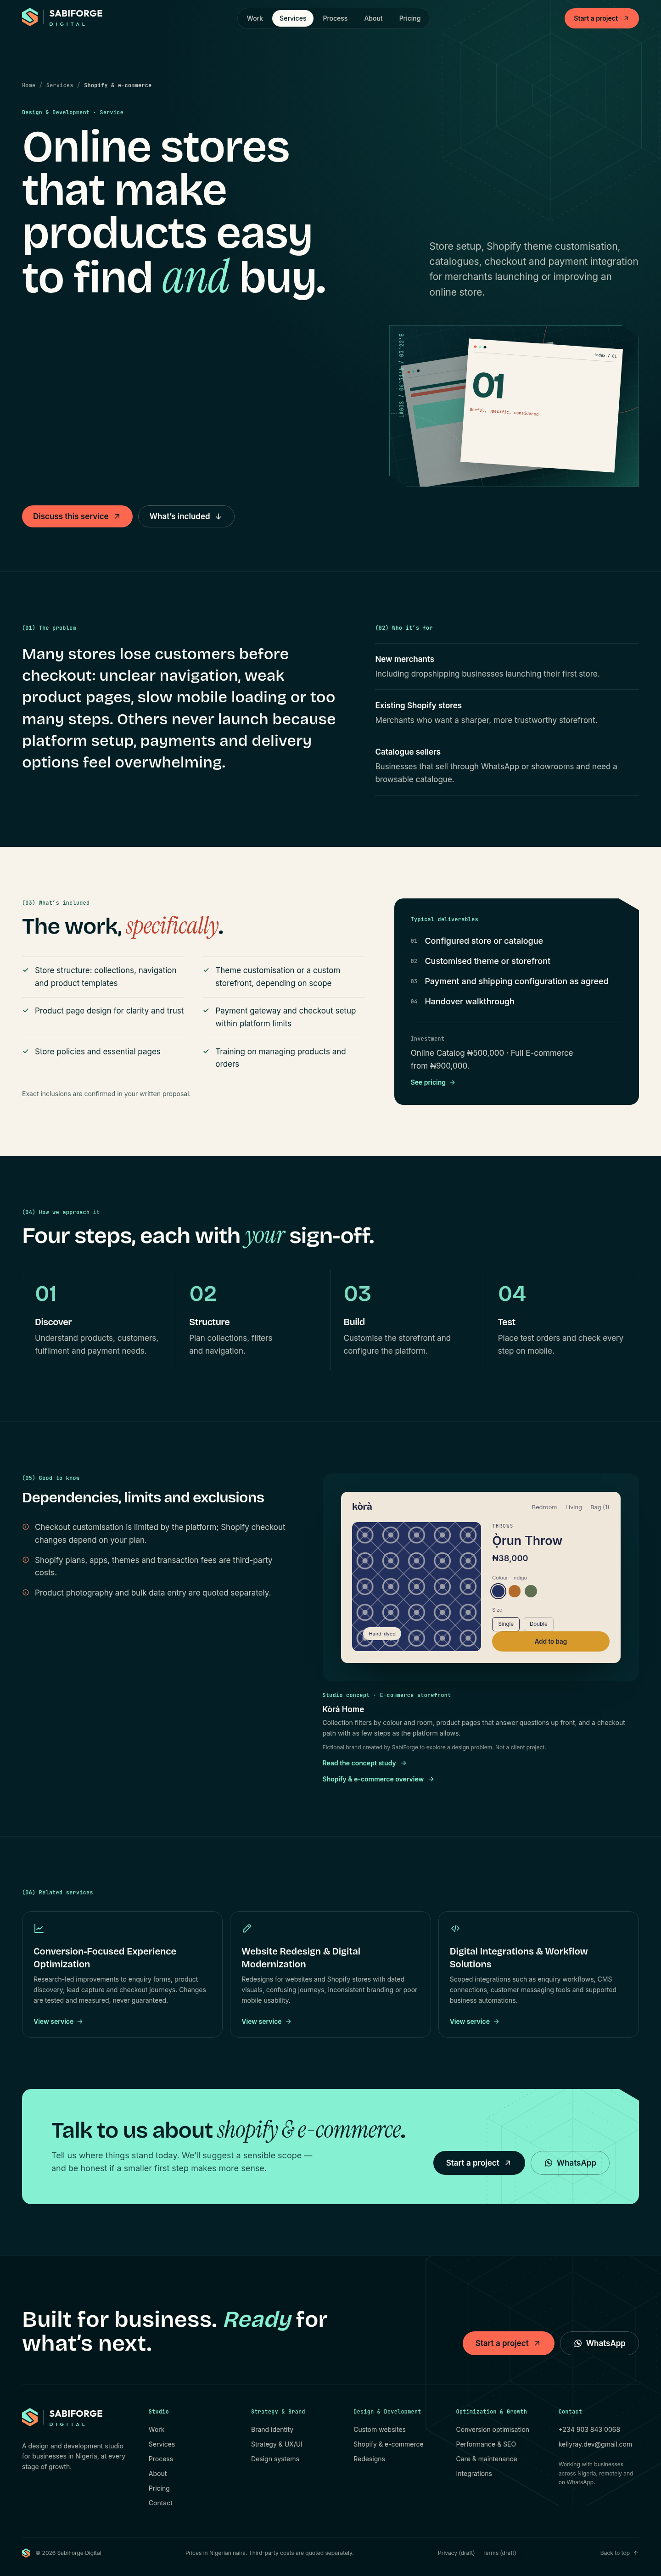 SABIFORGE
DIGITAL
Work
Services
Process
About
Pricing
Start a project
Home / Services / Shopify & e-commerce
Design & Development · Service
Online stores
that make
products easy
to find and buy.
Store setup, Shopify theme customisation,
catalogues, checkout and payment integration
for merchants launching or improving an
online store.
index / 01
01
Useful, specific, considered
Discuss this service
What's included
(01) The problem
Many stores lose customers before
checkout: unclear navigation, weak
product pages, slow mobile loading or too
many steps. Others never launch because
platform setup, payments and delivery
options feel overwhelming.
(02) Who it's for
New merchants
Including dropshipping businesses launching their first store.
Existing Shopify stores
Merchants who want a sharper, more trustworthy storefront.
Catalogue sellers
Businesses that sell through WhatsApp or showrooms and need a
browsable catalogue.
(03) What's included
The work, specifically.
Store structure: collections, navigation
and product templates
Theme customisation or a custom
storefront, depending on scope
Product page design for clarity and trust
Payment gateway and checkout setup
within platform limits
Store policies and essential pages
Training on managing products and
orders
Exact inclusions are confirmed in your written proposal.
Typical deliverables
01 Configured store or catalogue
02 Customised theme or storefront
03 Payment and shipping configuration as agreed
04 Handover walkthrough
Investment
Online Catalog ₦500,000 · Full E-commerce
from ₦900,000.
See pricing →
(04) How we approach it
Four steps, each with your sign-off.
01
Discover
Understand products, customers,
fulfilment and payment needs.
02
Structure
Plan collections, filters
and navigation.
03
Build
Customise the storefront and
configure the platform.
04
Test
Place test orders and check every
step on mobile.
(05) Good to know
Dependencies, limits and exclusions
Checkout customisation is limited by the platform; Shopify checkout
changes depend on your plan.
Shopify plans, apps, themes and transaction fees are third-party
costs.
Product photography and bulk data entry are quoted separately.
kòrà
Bedroom
Living
Bag (1)
Hand-dyed
THROWS
Ọ̀run Throw
₦38,000
Colour · Indigo
Size
Single
Double
Add to bag
Studio concept · E-commerce storefront
Kòrà Home
Collection filters by colour and room, product pages that answer questions up front, and a checkout
path with as few steps as the platform allows.
Fictional brand created by SabiForge to explore a design problem. Not a client project.
Read the concept study →
Shopify & e-commerce overview →
(06) Related services
Conversion-Focused Experience
Optimization
Research-led improvements to enquiry forms, product
discovery, lead capture and checkout journeys. Changes
are tested and measured, never guaranteed.
View service →
Website Redesign & Digital
Modernization
Redesigns for websites and Shopify stores with dated
visuals, confusing journeys, inconsistent branding or poor
mobile usability.
View service →
Digital Integrations & Workflow
Solutions
Scoped integrations such as enquiry workflows, CMS
connections, customer messaging tools and supported
business automations.
View service →
Talk to us about shopify & e-commerce.
Tell us where things stand today. We'll suggest a sensible scope —
and be honest if a smaller first step makes more sense.
Start a project
WhatsApp
Built for business. Ready for
what's next.
Start a project
WhatsApp
SABIFORGE
DIGITAL
A design and development studio
for businesses in Nigeria, at every
stage of growth.
Studio
Work
Services
Process
About
Pricing
Contact
Strategy & Brand
Brand identity
Strategy & UX/UI
Design systems
Design & Development
Custom websites
Shopify & e-commerce
Redesigns
Optimization & Growth
Conversion optimisation
Performance & SEO
Care & maintenance
Integrations
Contact
+234 903 843 0068
kellyray.dev@gmail.com
Working with businesses
across Nigeria, remotely and
on WhatsApp.
© 2026 SabiForge Digital
Prices in Nigerian naira. Third-party costs are quoted separately.
Privacy (draft)
Terms (draft)
Back to top ↑